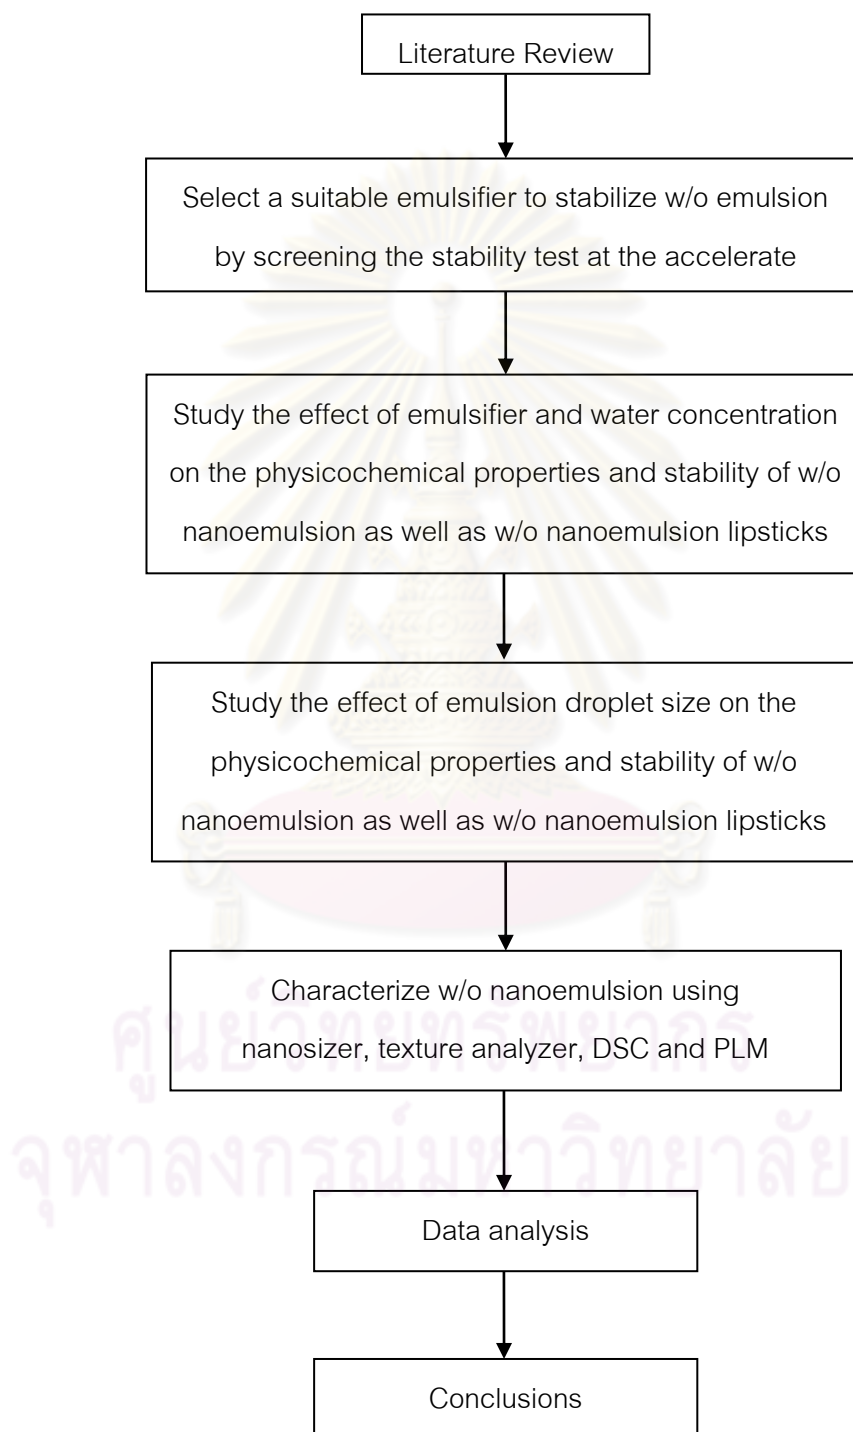 Literature Review
Select a suitable emulsifier to stabilize w/o emulsion
by screening the stability test at the accelerate
Study the effect of emulsifier and water concentration
on the physicochemical properties and stability of w/o
nanoemulsion as well as w/o nanoemulsion lipsticks
Study the effect of emulsion droplet size on the
physicochemical properties and stability of w/o
nanoemulsion as well as w/o nanoemulsion lipsticks
Characterize w/o nanoemulsion using
nanosizer, texture analyzer, DSC and PLM
ศูนย์วิทยทรัพยากร
จุฬาลงกรณ์มหาวิทยาลัย
Data analysis
Conclusions